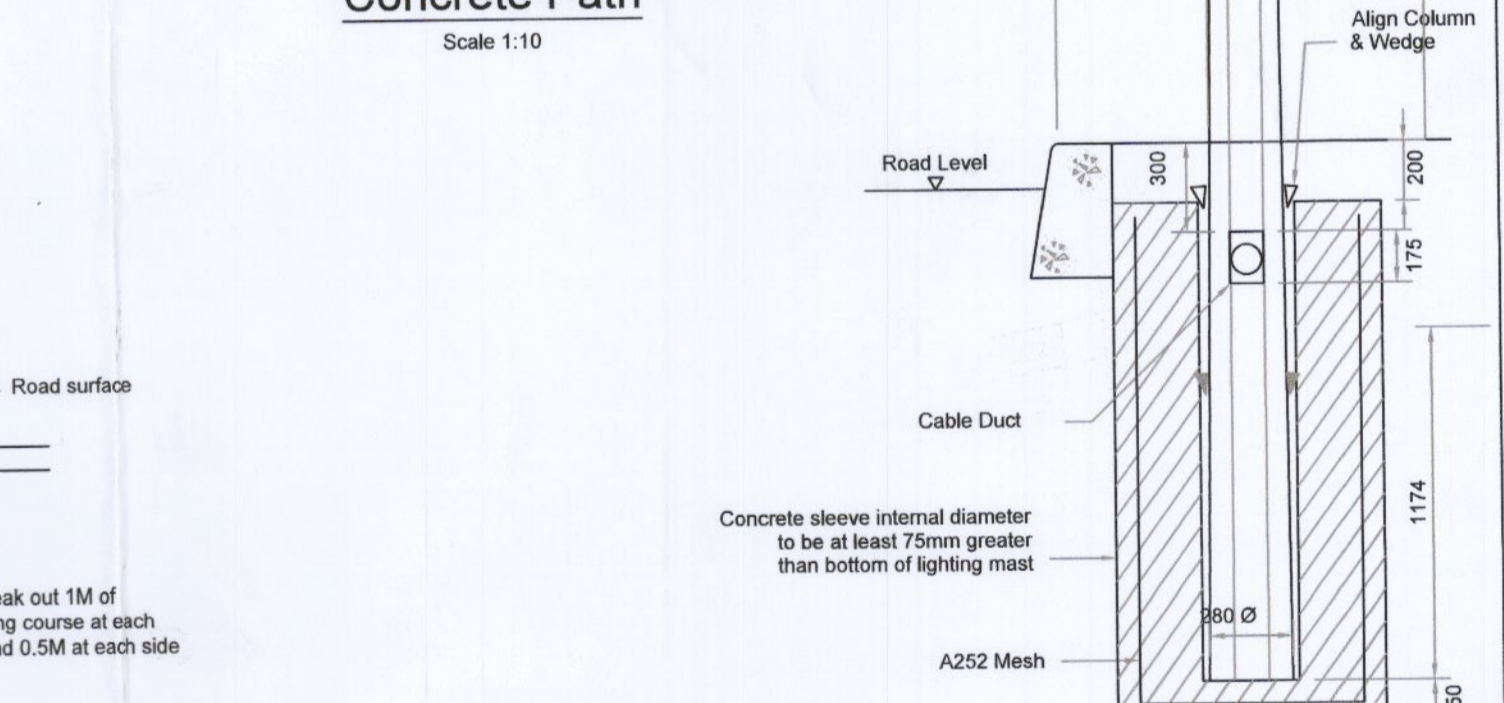 Concrete Path
Scale 1:10
Align Column
& Wedge
Road Level
300
200
175
Road surface
Cable Duct
1174
Concrete sleeve internal diameter
to be at least 75mm greater
than bottom of lighting mast
eak out 1M of
ng course at each
nd 0.5M at each side
280 Ø
A252 Mesh
50